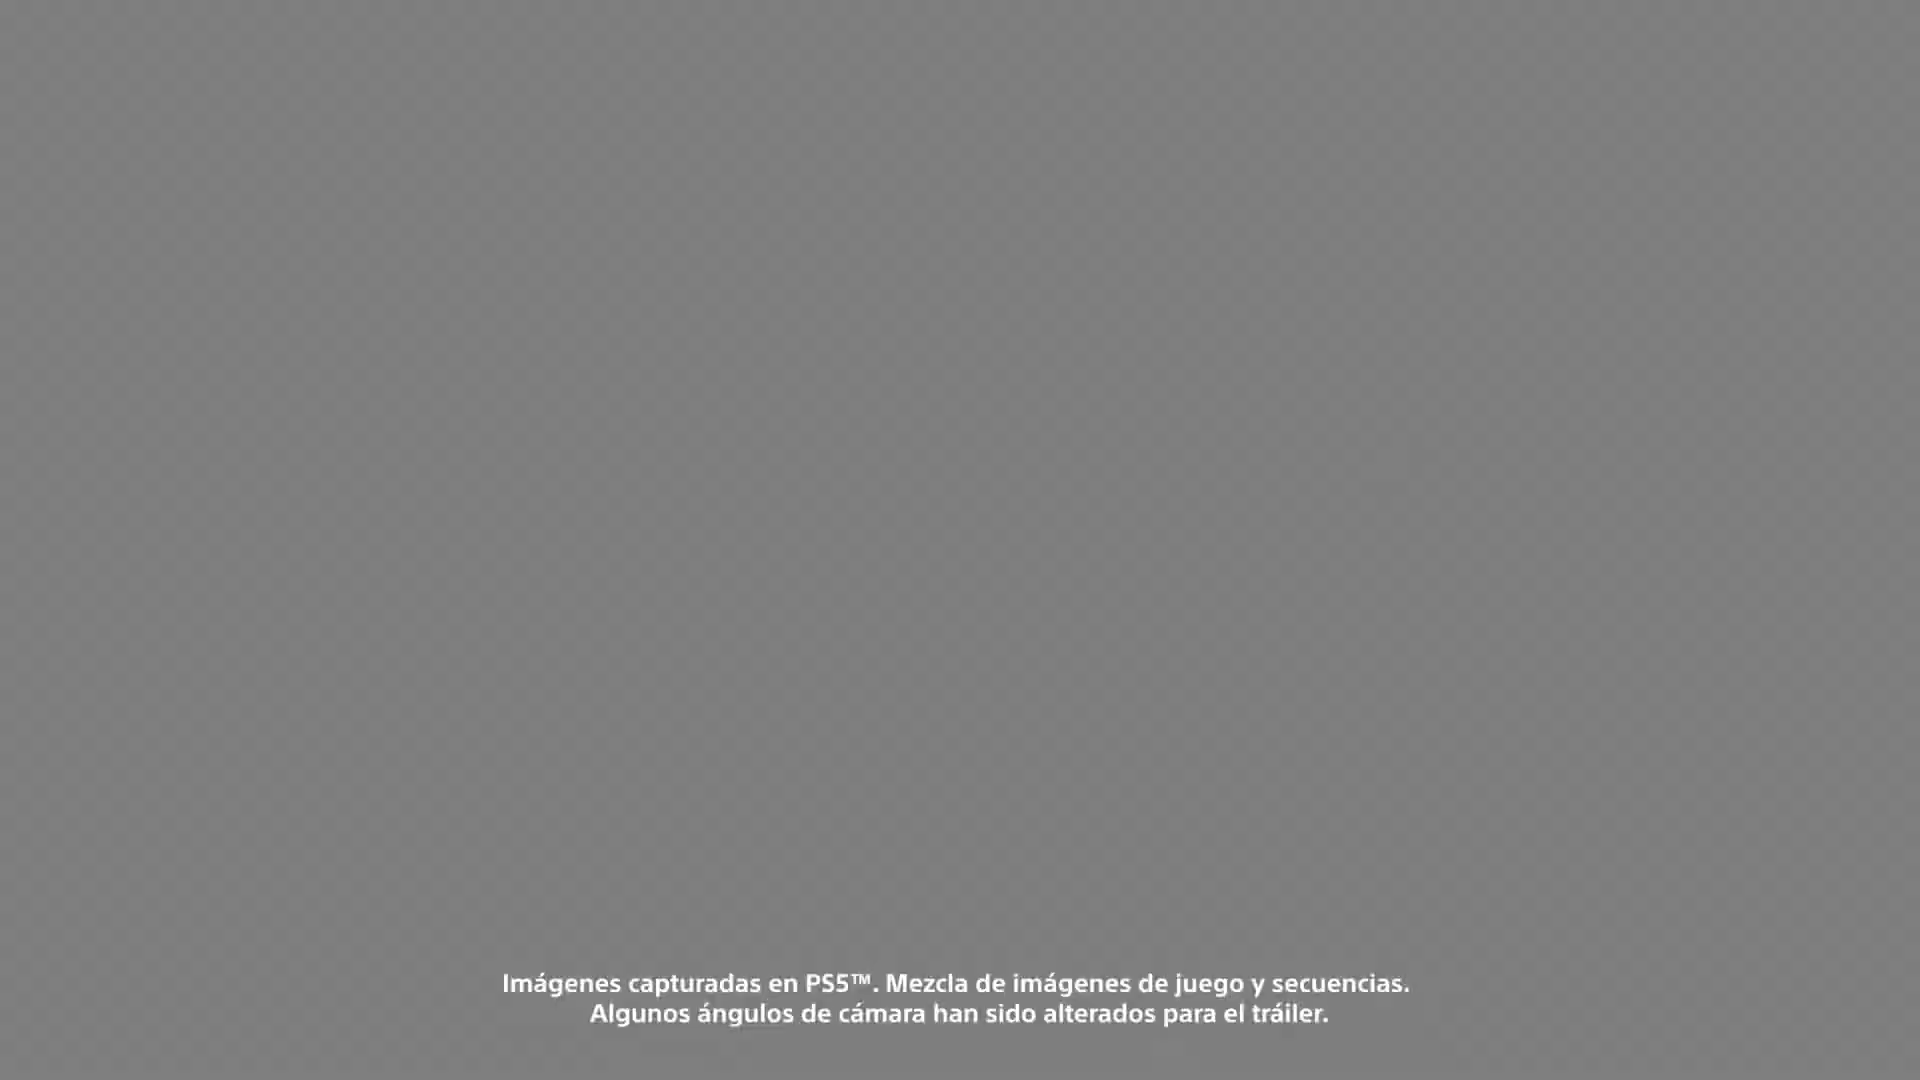 Imágenes capturadas en PS5™. Mezcla de imágenes de juego y secuencias.
Algunos ángulos de cámara han sido alterados para el tráiler.